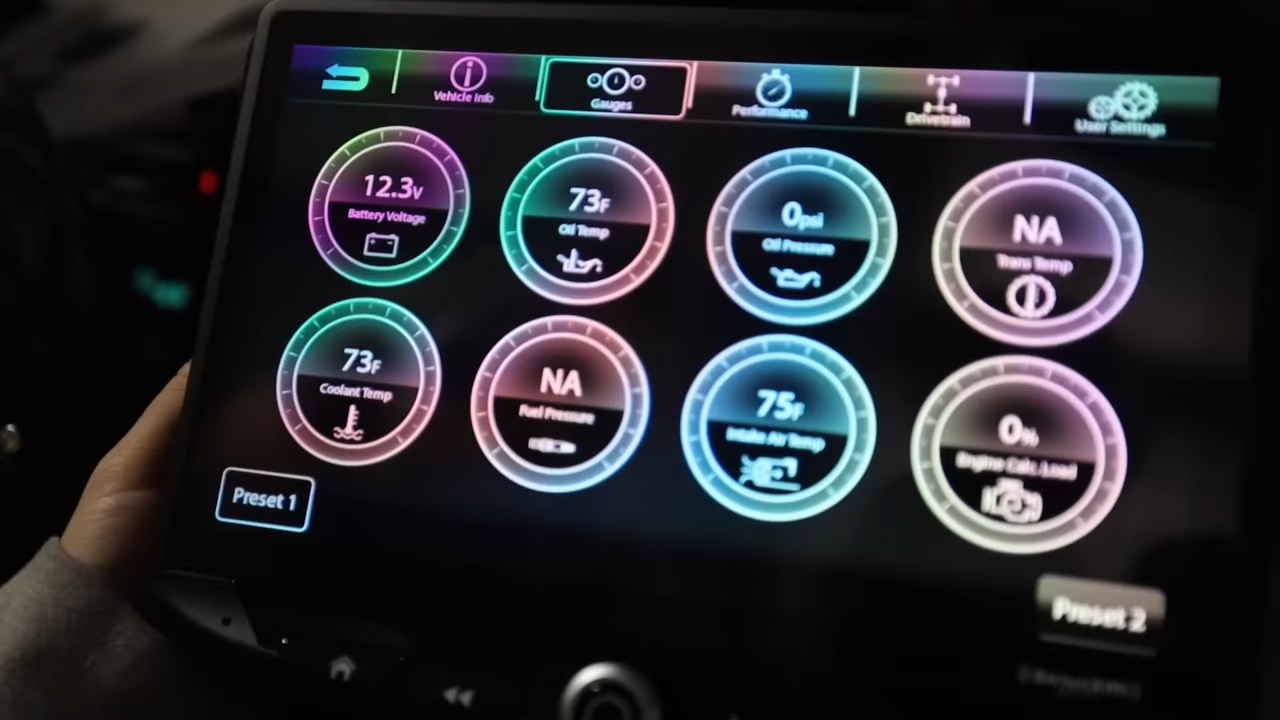 Vehicle Info
Gauges
Performance
Drivetrain
User Settings
12.3V
Battery Voltage
73F
Oil Temp
0psi
Oil Pressure
NA
Trans Temp
73F
Coolant Temp
NA
Fuel Pressure
75F
Intake Air Temp
0%
Engine Calc. Load
Preset 1
Preset 2